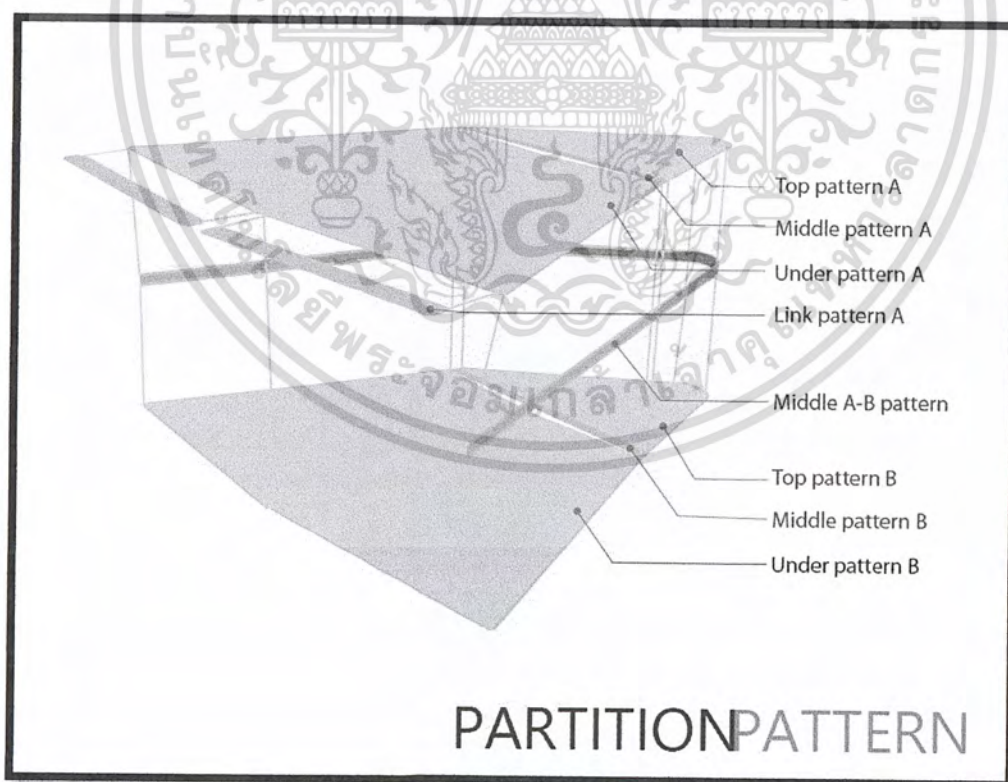 Top pattern A
Middle pattern A
Under pattern A
Link pattern A
Middle A-B pattern
Top pattern B
Middle pattern B
Under pattern B
PARTITIONPATTERN